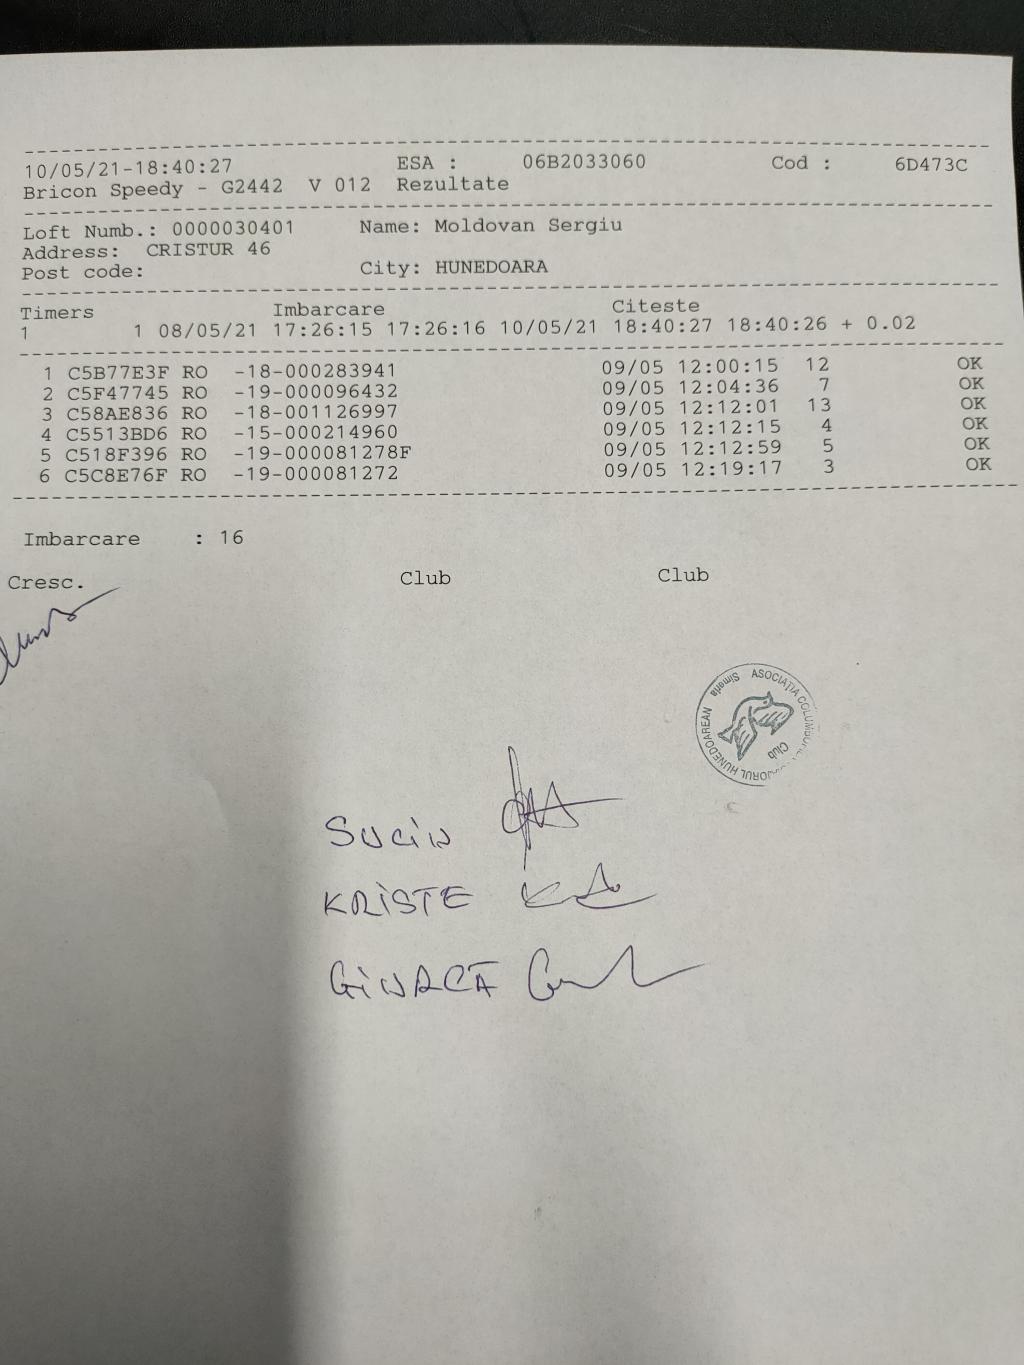 10/05/21-18:40:27 ESA : 06B2033060 Cod : 6D473C
Bricon Speedy - G2442 V 012 Rezultate
Loft Numb.: 0000030401 Name: Moldovan Sergiu
Address: CRISTUR 46
Post code: City: HUNEDOARA
Timers Imbarcare Citeste
1 1 08/05/21 17:26:15 17:26:16 10/05/21 18:40:27 18:40:26 + 0.02
1 C5B77E3F RO -18-000283941 09/05 12:00:15 12 OK
2 C5F47745 RO -19-000096432 09/05 12:04:36 7 OK
3 C58AE836 RO -18-001126997 09/05 12:12:01 13 OK
4 C5513BD6 RO -15-000214960 09/05 12:12:15 4 OK
5 C518F396 RO -19-000081278F 09/05 12:12:59 5 OK
6 C5C8E76F RO -19-000081272 09/05 12:19:17 3 OK
Imbarcare : 16
Cresc. Club Club
ASOCIAȚIA HUNEDOAREAN Simeria
Club
SUCIU
KRISTE